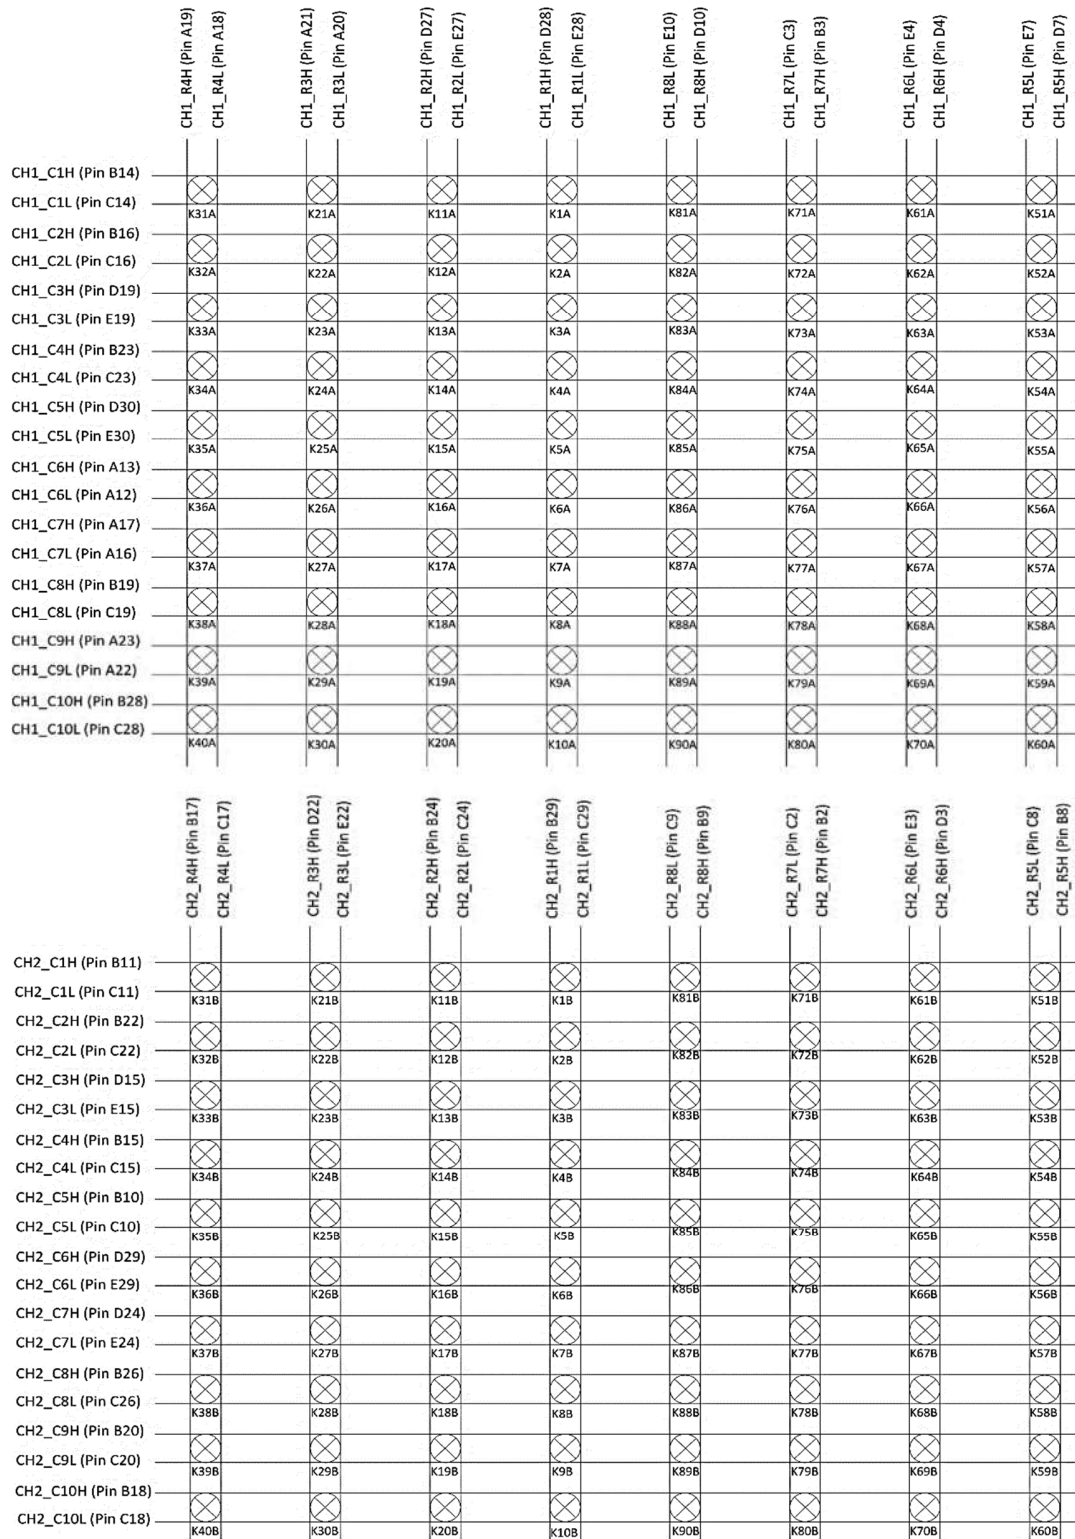 CH1_R4H (Pin A19)
CH1_R4L (Pin A18)
CH1_R3H (Pin A21)
CH1_R3L (Pin A20)
CH1_R2H (Pin D27)
CH1_R2L (Pin E27)
CH1_R1H (Pin D28)
CH1_R1L (Pin E28)
CH1_R8L (Pin E10)
CH1_R8H (Pin D10)
CH1_R7L (Pin C3)
CH1_R7H (Pin B3)
CH1_R6L (Pin E4)
CH1_R6H (Pin D4)
CH1_R5L (Pin E7)
CH1_R5H (Pin D7)
CH1_C1H (Pin B14)
CH1_C1L (Pin C14)
K31A K21A K11A K1A K81A K71A K61A K51A
CH1_C2H (Pin B16)
CH1_C2L (Pin C16)
K32A K22A K12A K2A K82A K72A K62A K52A
CH1_C3H (Pin D19)
CH1_C3L (Pin E19)
K33A K23A K13A K3A K83A K73A K63A K53A
CH1_C4H (Pin B23)
CH1_C4L (Pin C23)
K34A K24A K14A K4A K84A K74A K64A K54A
CH1_C5H (Pin D30)
CH1_C5L (Pin E30)
K35A K25A K15A K5A K85A K75A K65A K55A
CH1_C6H (Pin A13)
CH1_C6L (Pin A12)
K36A K26A K16A K6A K86A K76A K66A K56A
CH1_C7H (Pin A17)
CH1_C7L (Pin A16)
K37A K27A K17A K7A K87A K77A K67A K57A
CH1_C8H (Pin B19)
CH1_C8L (Pin C19)
K38A K28A K18A K8A K88A K78A K68A K58A
CH1_C9H (Pin A23)
CH1_C9L (Pin A22)
K39A K29A K19A K9A K89A K79A K69A K59A
CH1_C10H (Pin B28)
CH1_C10L (Pin C28)
K40A K30A K20A K10A K90A K80A K70A K60A
CH2_R4H (Pin B17)
CH2_R4L (Pin C17)
CH2_R3H (Pin D22)
CH2_R3L (Pin E22)
CH2_R2H (Pin B24)
CH2_R2L (Pin C24)
CH2_R1H (Pin B29)
CH2_R1L (Pin C29)
CH2_R8L (Pin C9)
CH2_R8H (Pin B9)
CH2_R7L (Pin C2)
CH2_R7H (Pin B2)
CH2_R6L (Pin E3)
CH2_R6H (Pin D3)
CH2_R5L (Pin C8)
CH2_R5H (Pin B8)
CH2_C1H (Pin B11)
CH2_C1L (Pin C11)
K31B K21B K11B K1B K81B K71B K61B K51B
CH2_C2H (Pin B22)
CH2_C2L (Pin C22)
K32B K22B K12B K2B K82B K72B K62B K52B
CH2_C3H (Pin D15)
CH2_C3L (Pin E15)
K33B K23B K13B K3B K83B K73B K63B K53B
CH2_C4H (Pin B15)
CH2_C4L (Pin C15)
K34B K24B K14B K4B K84B K74B K64B K54B
CH2_C5H (Pin B10)
CH2_C5L (Pin C10)
K35B K25B K15B K5B K85B K75B K65B K55B
CH2_C6H (Pin D29)
CH2_C6L (Pin E29)
K36B K26B K16B K6B K86B K76B K66B K56B
CH2_C7H (Pin D24)
CH2_C7L (Pin E24)
K37B K27B K17B K7B K87B K77B K67B K57B
CH2_C8H (Pin B26)
CH2_C8L (Pin C26)
K38B K28B K18B K8B K88B K78B K68B K58B
CH2_C9H (Pin B20)
CH2_C9L (Pin C20)
K39B K29B K19B K9B K89B K79B K69B K59B
CH2_C10H (Pin B18)
CH2_C10L (Pin C18)
K40B K30B K20B K10B K90B K80B K70B K60B